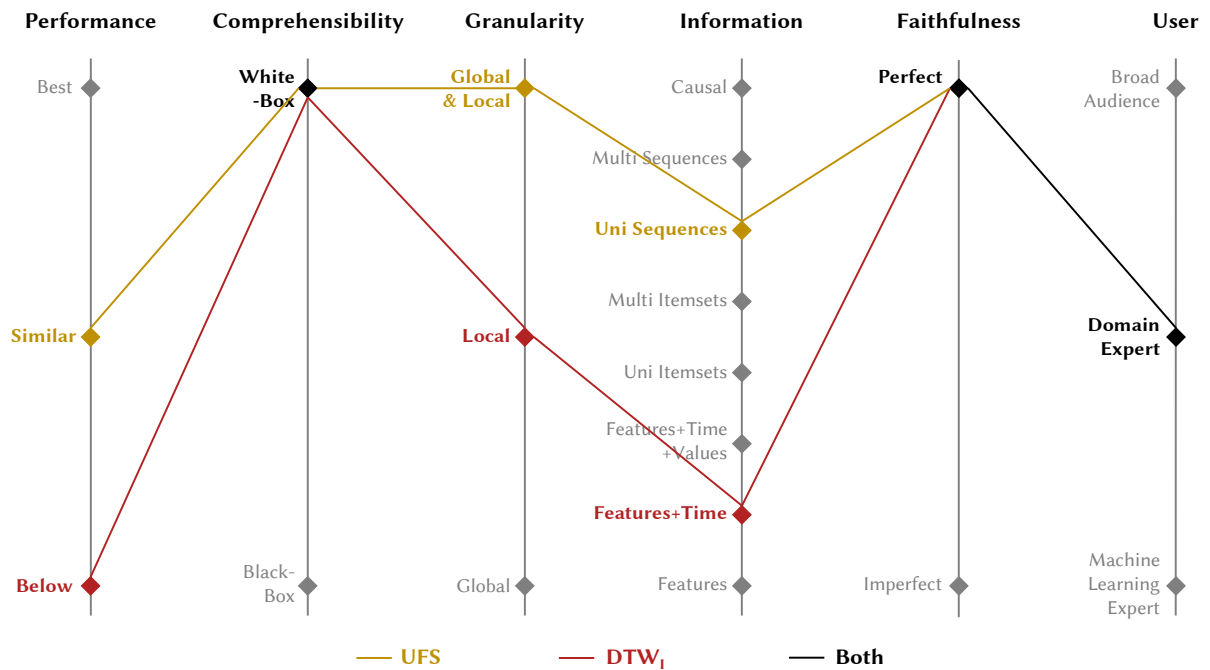 Performance
Comprehensibility
Granularity
Information
Faithfulness
User
Best
Similar
Below
White
-Box
Black-
Box
Global
& Local
Local
Global
Causal
Multi Sequences
Uni Sequences
Multi Itemsets
Uni Itemsets
Features+Time
+Values
Features+Time
Features
Perfect
Imperfect
Broad
Audience
Domain
Expert
Machine
Learning
Expert
UFS
DTW_I
Both